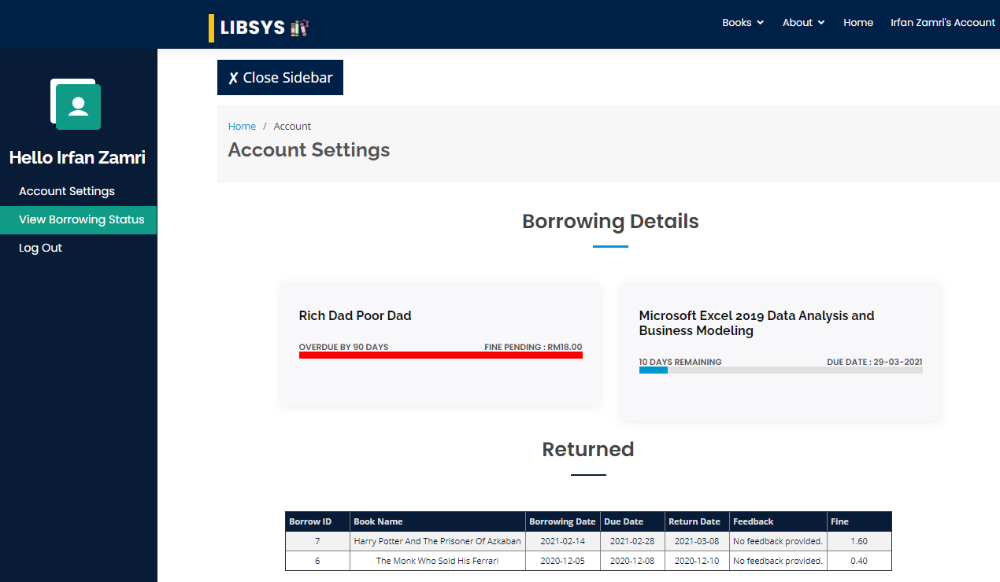 LIBSYS
Books
About
Home
Irfan Zamri's Account
Hello Irfan Zamri
Account Settings
View Borrowing Status
Log Out
✗ Close Sidebar
Home / Account
Account Settings
Borrowing Details
Rich Dad Poor Dad
OVERDUE BY 90 DAYS FINE PENDING : RM18.00
Microsoft Excel 2019 Data Analysis and
Business Modeling
10 DAYS REMAINING DUE DATE : 29-03-2021
Returned
Borrow ID Book Name Borrowing Date Due Date Return Date Feedback Fine
7 Harry Potter And The Prisoner Of Azkaban 2021-02-14 2021-02-28 2021-03-08 No feedback provided. 1.60
6 The Monk Who Sold His Ferrari 2020-12-05 2020-12-08 2020-12-10 No feedback provided. 0.40